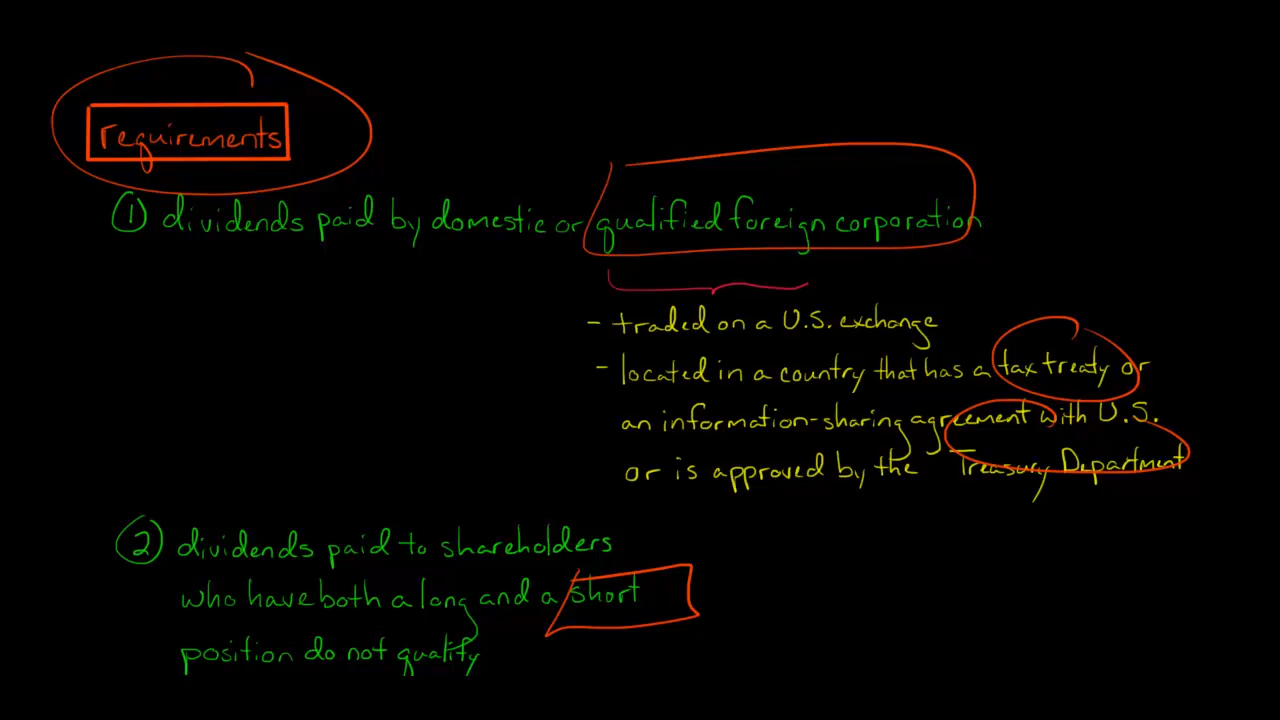 requirements
① dividends paid by domestic or qualified foreign corporation
- traded on a U.S. exchange
- located in a country that has a tax treaty or
an information-sharing agreement with U.S.
or is approved by the Treasury Department
② dividends paid to shareholders
who have both a long and a short
position do not qualify